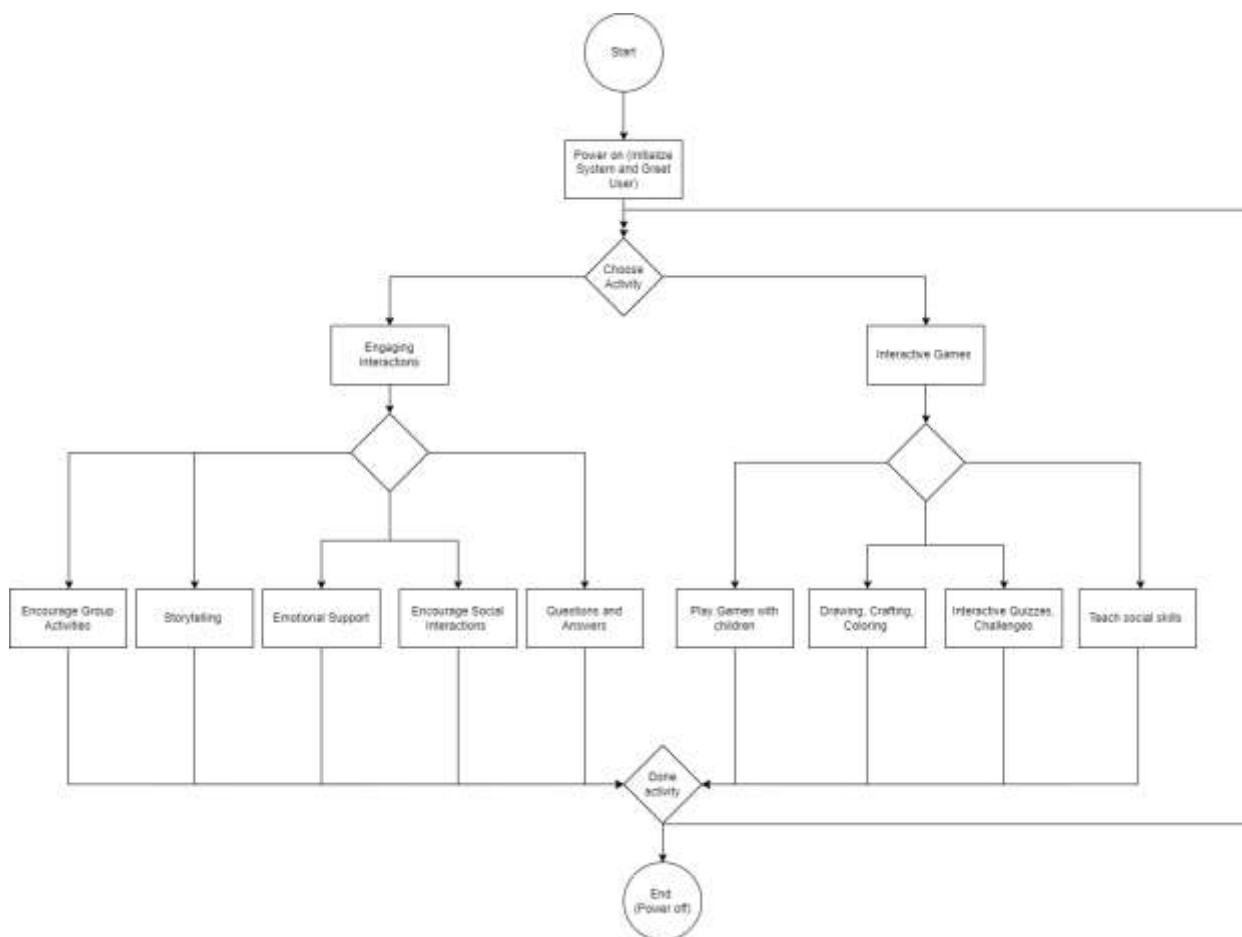 Start
Power on (Initialize
System and Greet
User)
Choose
Activity
Engaging
Interactions
Interactive Games
Encourage Group
Activities
Storytelling
Emotional Support
Encourage Social
Interactions
Questions and
Answers
Play Games with
children
Drawing, Crafting,
Coloring
Interactive Quizzes,
Challenges
Teach social skills
Done
activity
End
(Power off)